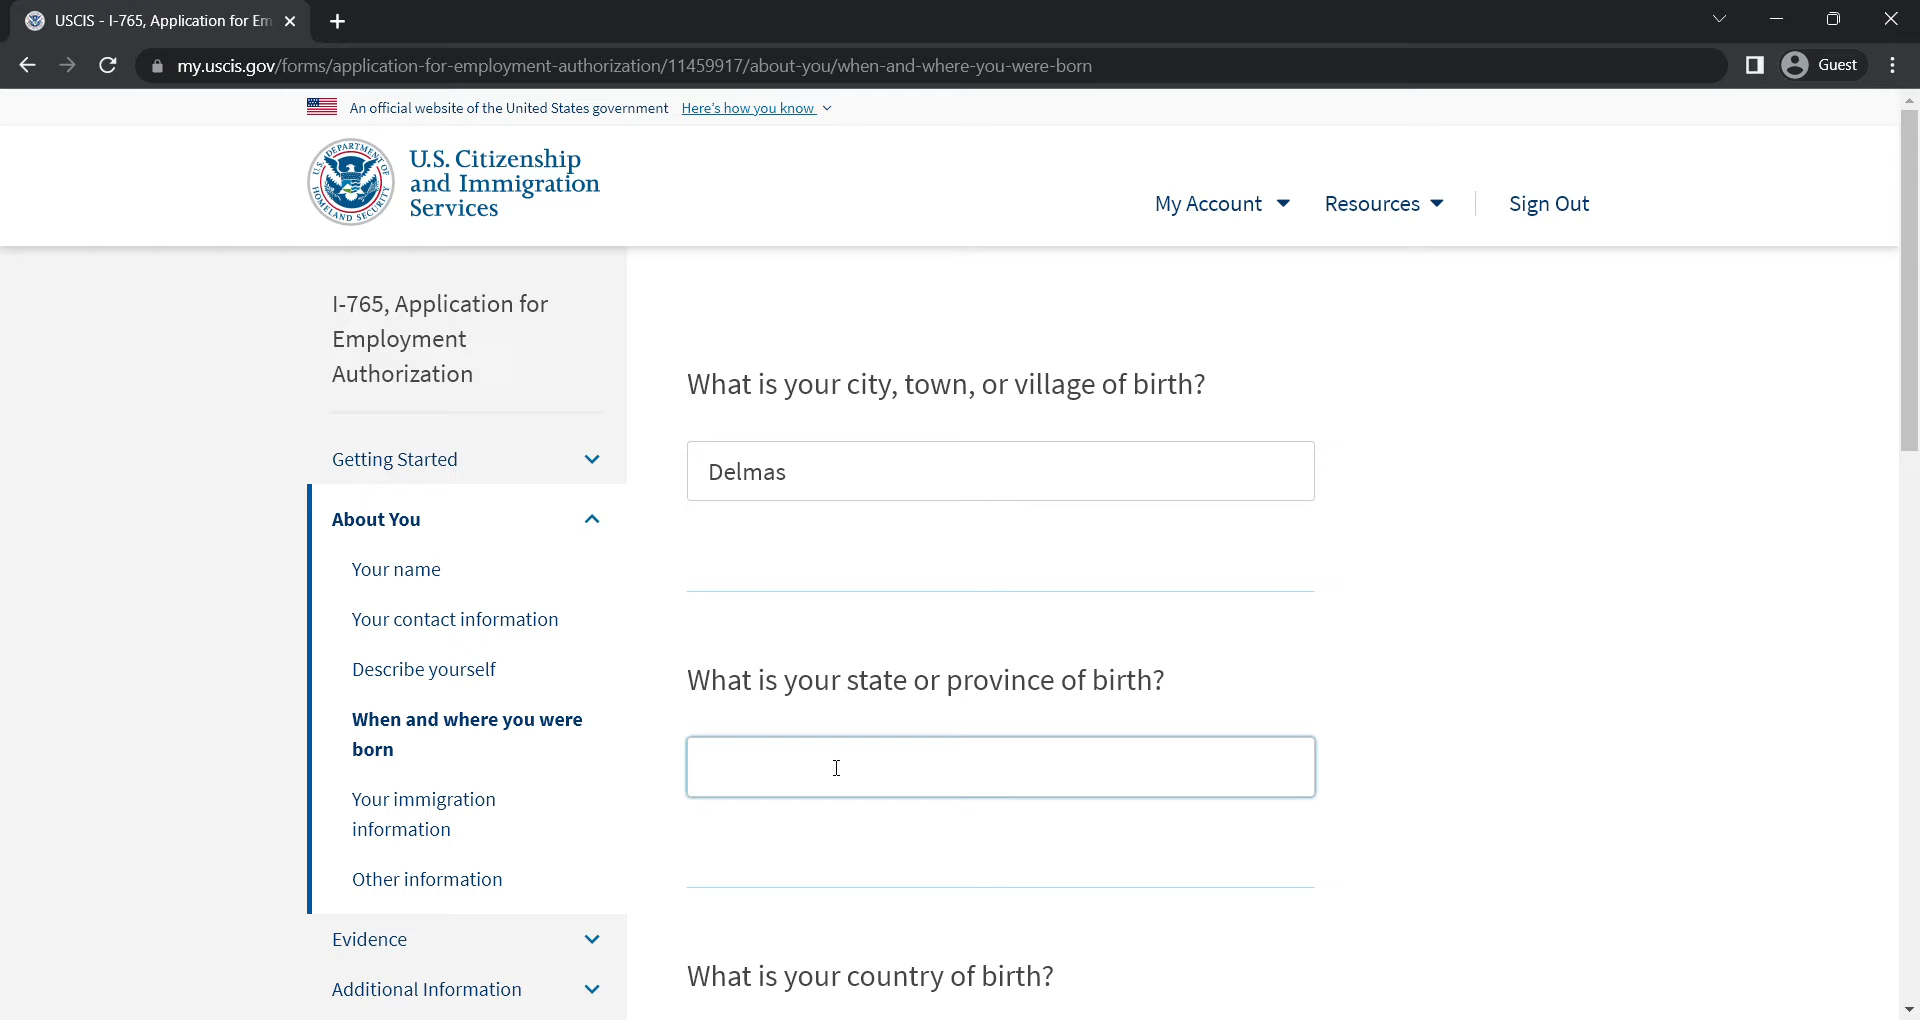 USCIS - I-765, Application for Em
my.uscis.gov/forms/application-for-employment-authorization/11459917/about-you/when-and-where-you-were-born
Guest
An official website of the United States government Here's how you know
U.S. DEPARTMENT OF HOMELAND SECURITY
U.S. Citizenship
and Immigration
Services
My Account
Resources
Sign Out
I-765, Application for
Employment
Authorization
Getting Started
About You
Your name
Your contact information
Describe yourself
When and where you were
born
Your immigration
information
Other information
Evidence
Additional Information
What is your city, town, or village of birth?
Delmas
What is your state or province of birth?
What is your country of birth?